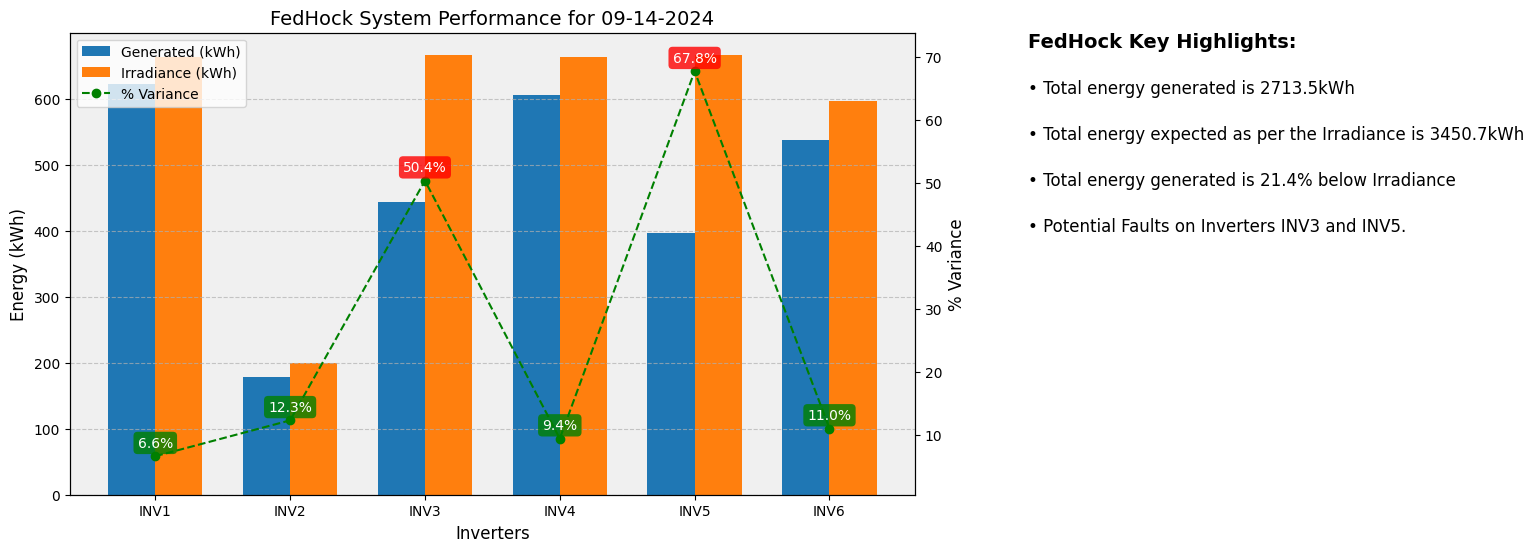 FedHock System Performance for 09-14-2024
Generated (kWh)
Irradiance (kWh)
% Variance
Energy (kWh)
0
100
200
300
400
500
600
6.6%
12.3%
50.4%
9.4%
67.8%
11.0%
INV1
INV2
INV3
INV4
INV5
INV6
Inverters
70
60
50
40
30
20
10
% Variance
FedHock Key Highlights:
• Total energy generated is 2713.5kWh
• Total energy expected as per the Irradiance is 3450.7kWh
• Total energy generated is 21.4% below Irradiance
• Potential Faults on Inverters INV3 and INV5.